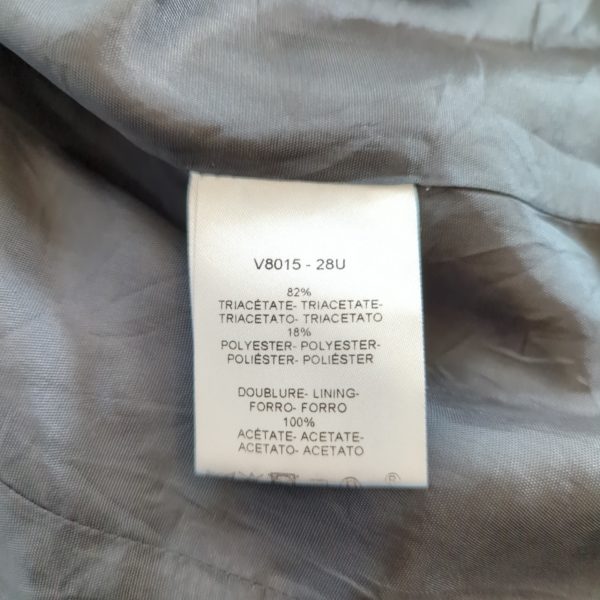 V8015 - 28U
82%
TRIACÉTATE- TRIACETATE-
TRIACETATO- TRIACETATO
18%
POLYESTER- POLYESTER-
POLIÉSTER- POLIÉSTER
DOUBLURE- LINING-
FORRO- FORRO
100%
ACÉTATE- ACETATE-
ACETATO- ACETATO